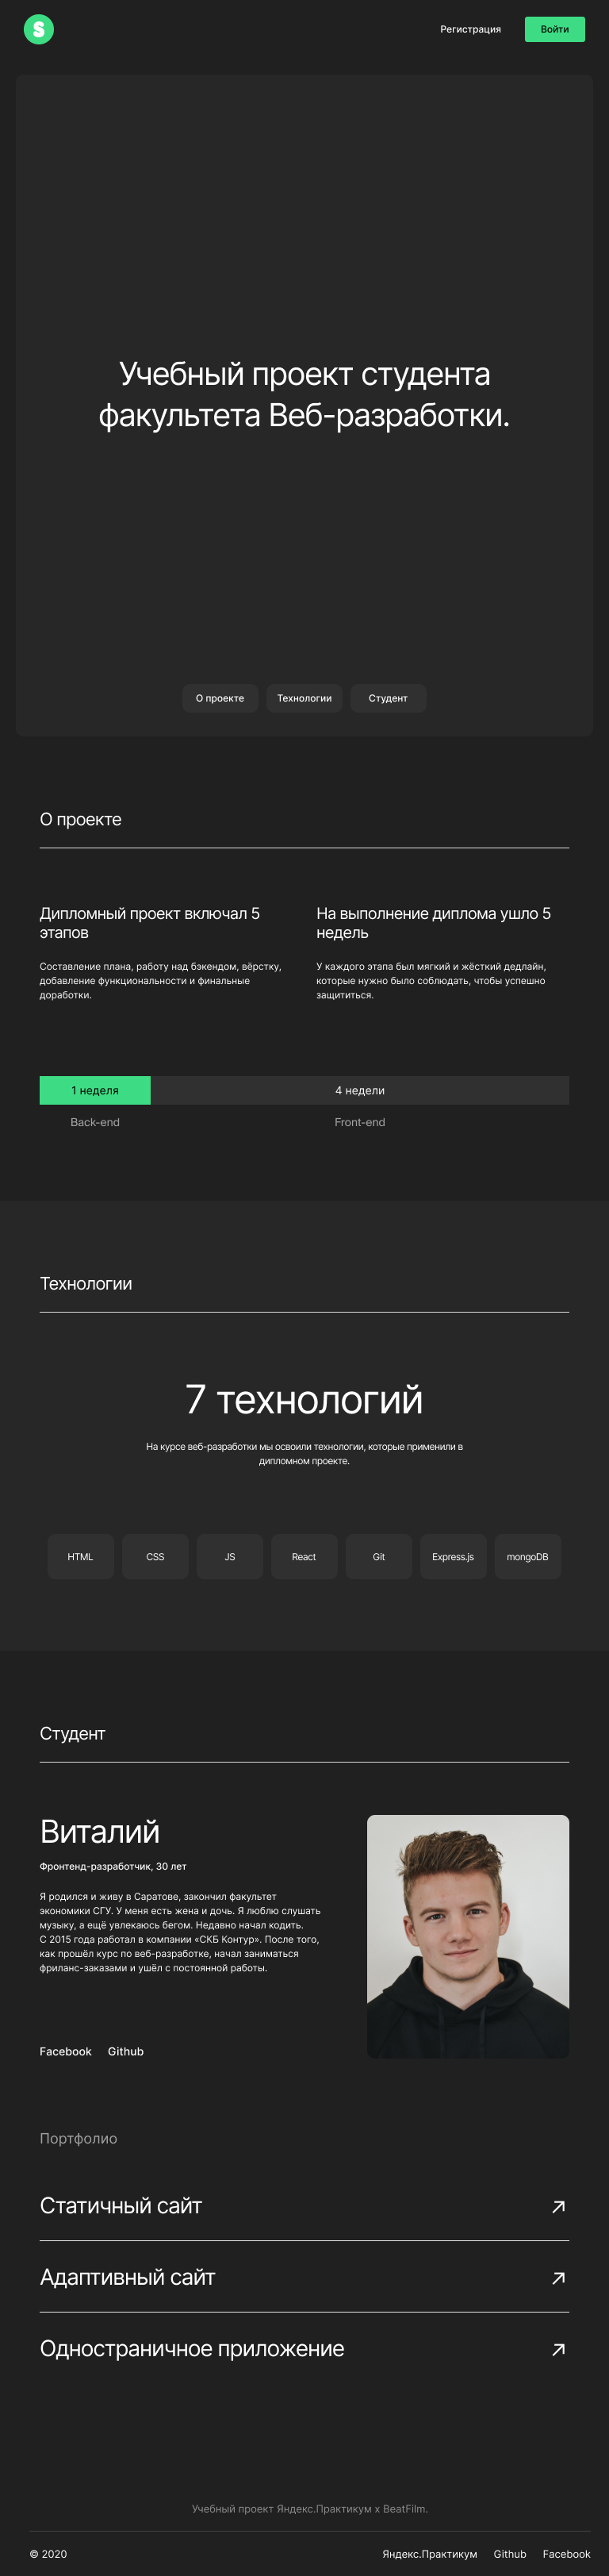 S
Регистрация
Войти
Учебный проект студента
факультета Веб-разработки.
О проекте
Технологии
Студент
О проекте
Дипломный проект включал 5
этапов
Составление плана, работу над бэкендом, вёрстку,
добавление функциональности и финальные
доработки.
На выполнение диплома ушло 5
недель
У каждого этапа был мягкий и жёсткий дедлайн,
которые нужно было соблюдать, чтобы успешно
защититься.
1 неделя
4 недели
Back-end
Front-end
Технологии
7 технологий
На курсе веб-разработки мы освоили технологии, которые применили в
дипломном проекте.
HTML
CSS
JS
React
Git
Express.js
mongoDB
Студент
Виталий
Фронтенд-разработчик, 30 лет
Я родился и живу в Саратове, закончил факультет
экономики СГУ. У меня есть жена и дочь. Я люблю слушать
музыку, а ещё увлекаюсь бегом. Недавно начал кодить.
С 2015 года работал в компании «СКБ Контур». После того,
как прошёл курс по веб-разработке, начал заниматься
фриланс-заказами и ушёл с постоянной работы.
Facebook
Github
Портфолио
Статичный сайт
Адаптивный сайт
Одностраничное приложение
Учебный проект Яндекс.Практикум х BeatFilm.
© 2020
Яндекс.Практикум
Github
Facebook